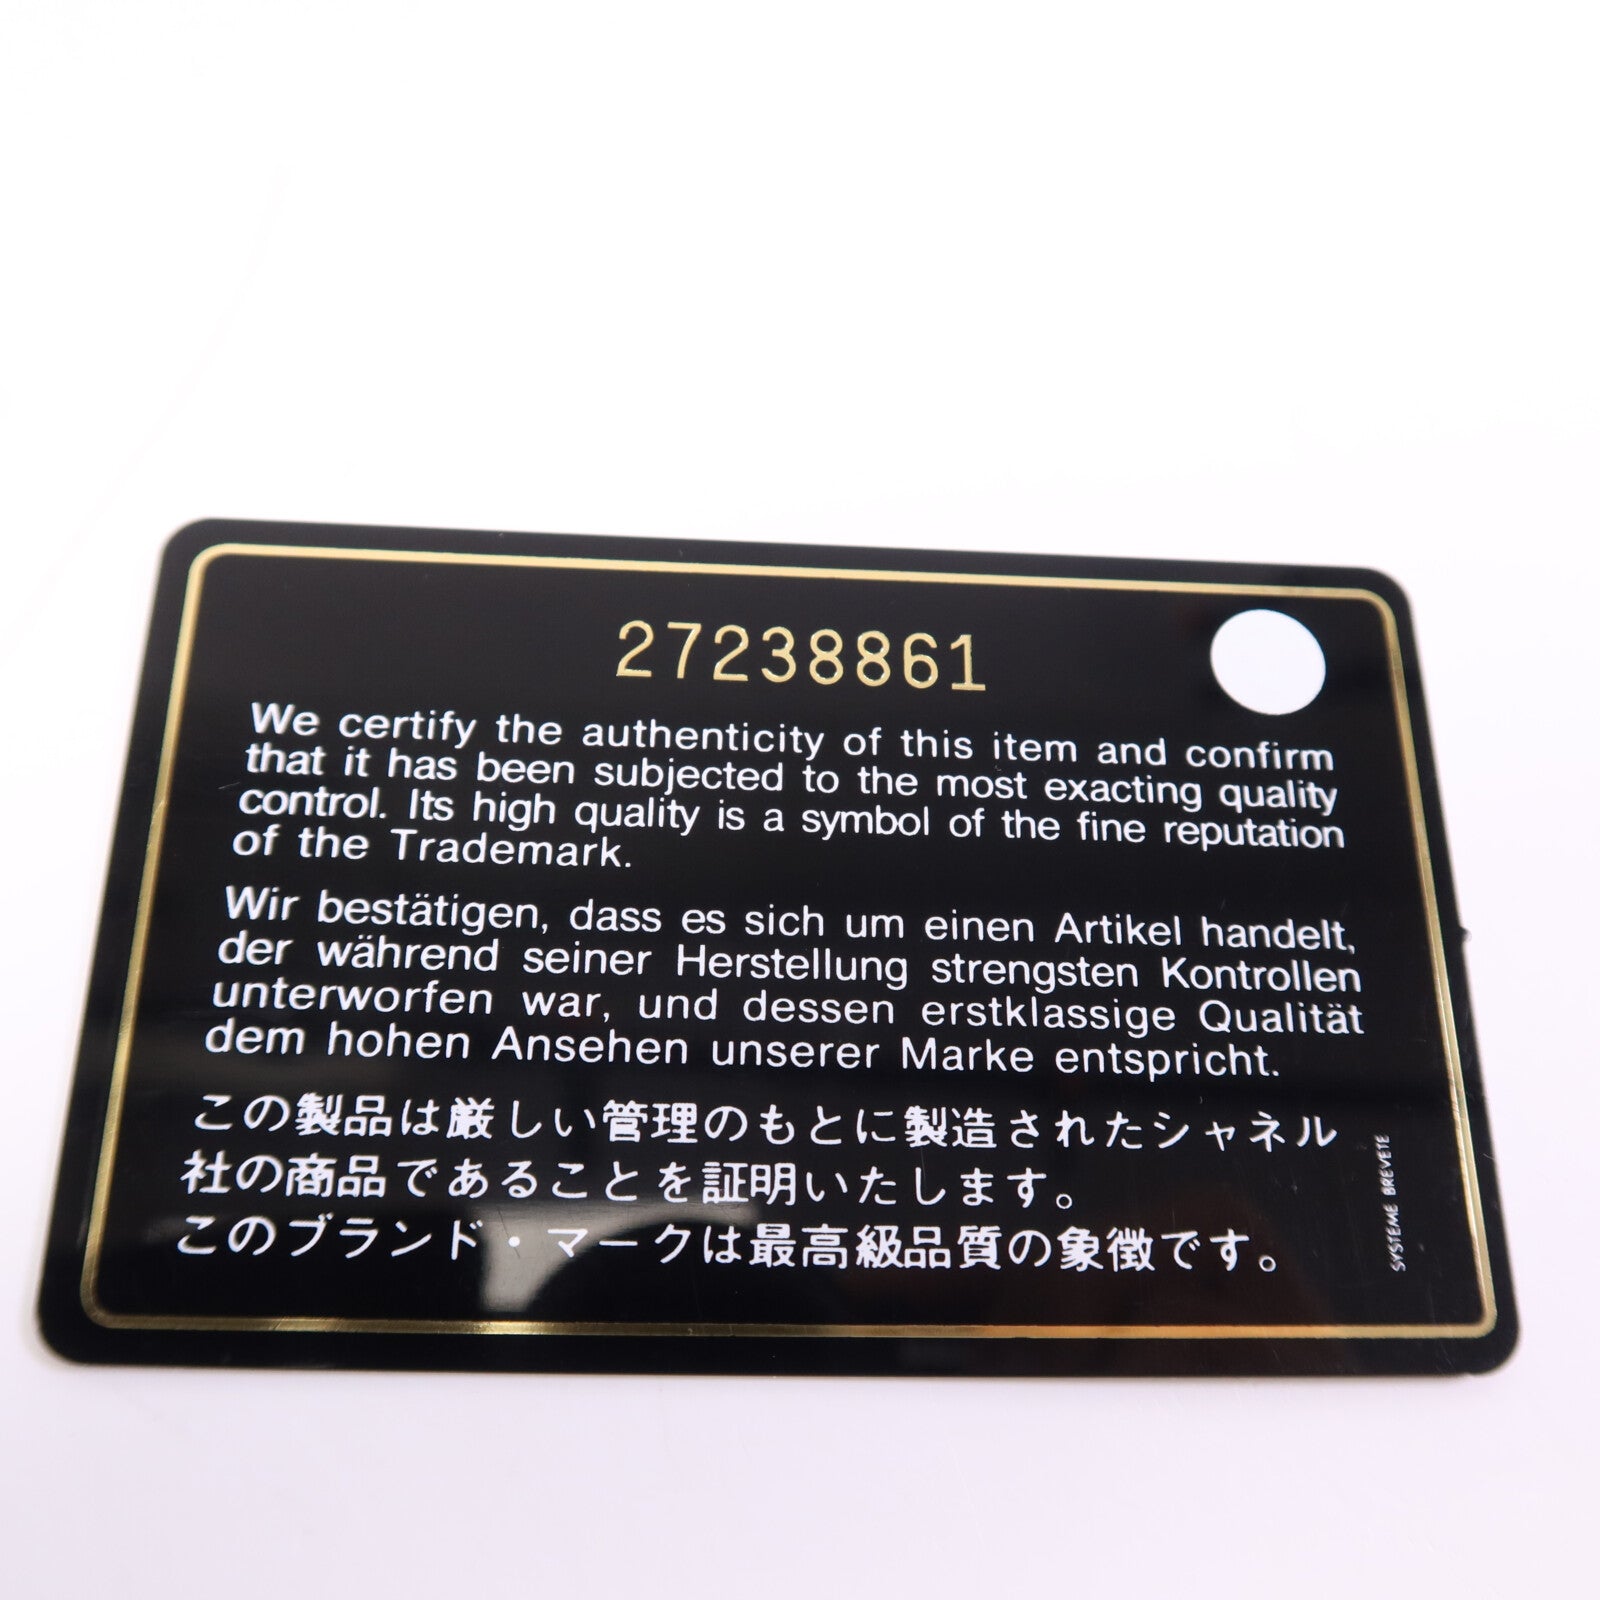 27238861
We certify the authenticity of this item and confirm
that it has been subjected to the most exacting quality
control. Its high quality is a symbol of the fine reputation
of the Trademark.
Wir bestätigen, dass es sich um einen Artikel handelt,
der während seiner Herstellung strengsten Kontrollen
unterworfen war, und dessen erstklassige Qualität
dem hohen Ansehen unserer Marke entspricht.
この製品は厳しい管理のもとに製造されたシャネル
社の商品であることを証明いたします。
このブランド・マークは最高級品質の象徴です。
SYSTEME BREVETE